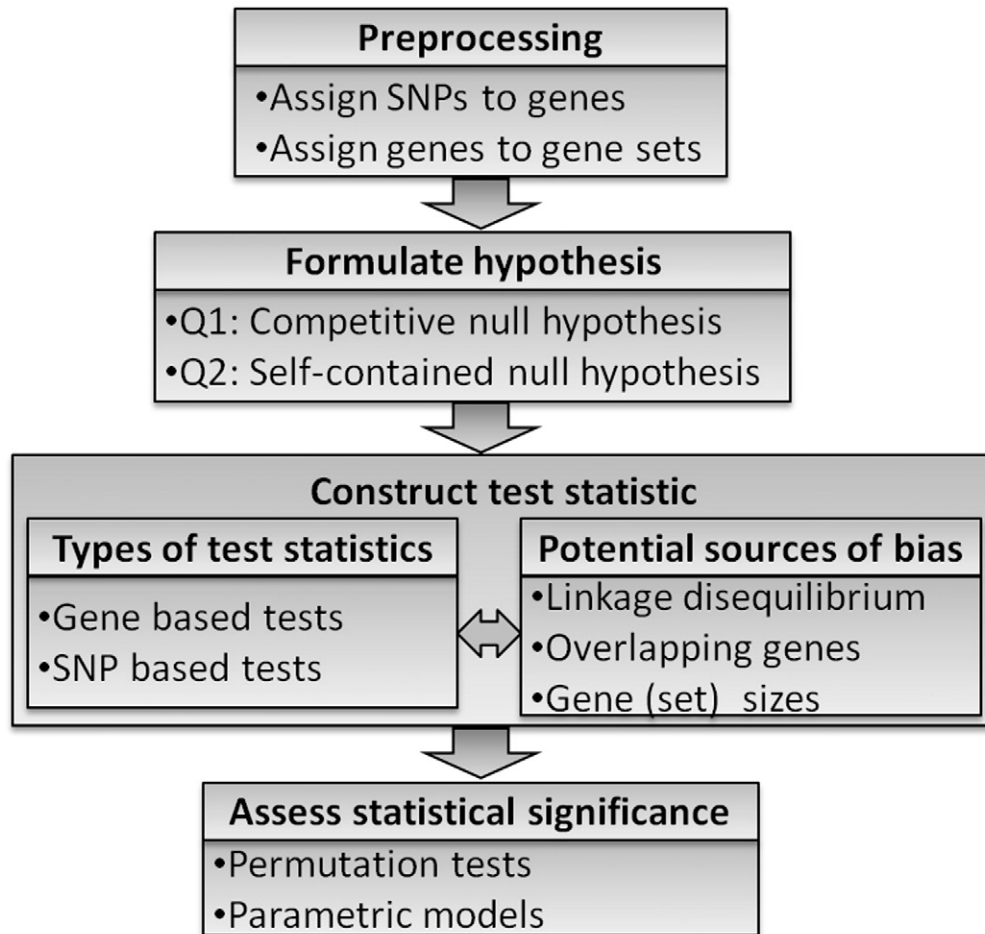 Preprocessing
•Assign SNPs to genes
•Assign genes to gene sets
Formulate hypothesis
•Q1: Competitive null hypothesis
•Q2: Self-contained null hypothesis
Construct test statistic
Types of test statistics
•Gene based tests
•SNP based tests
Potential sources of bias
•Linkage disequilibrium
•Overlapping genes
•Gene (set) sizes
Assess statistical significance
•Permutation tests
•Parametric models